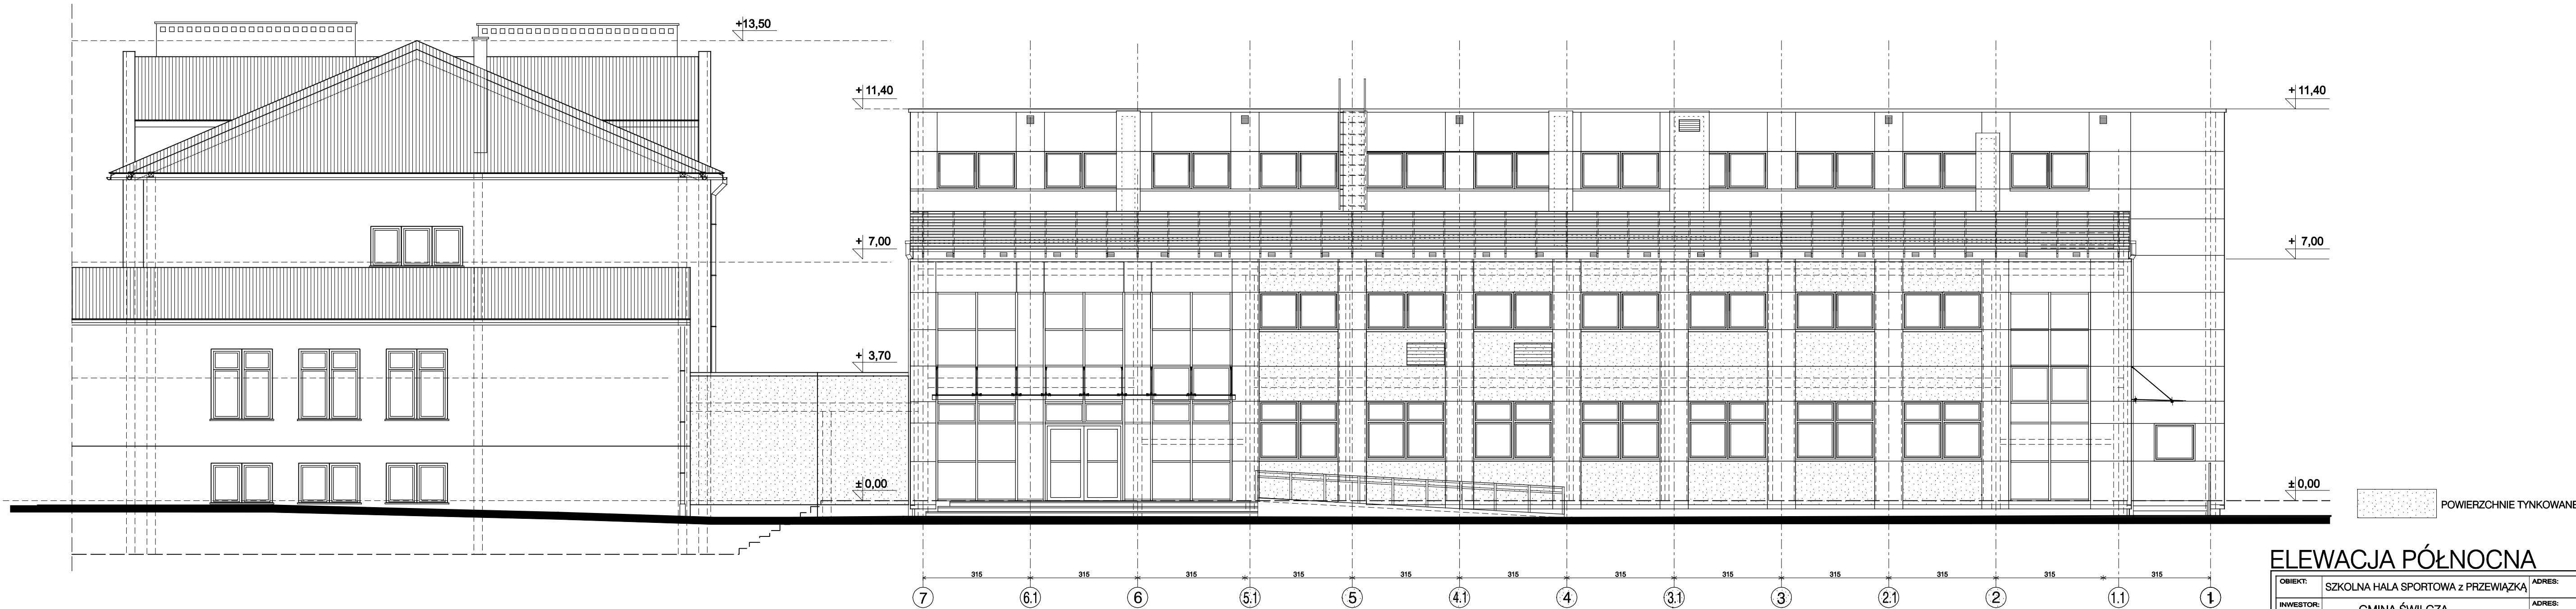 +13,50
+ 11,40
+ 11,40
+ 7,00
+ 7,00
+ 3,70
± 0,00
± 0,00
POWIERZCHNIE TYNKOWANE
ELEWACJA PÓŁNOCNA
315 315 315 315 315 315 315 315 315 315 315 315
7 6.1 6 5.1 5 4.1 4 3.1 3 2.1 2 1.1 1
OBIEKT: SZKOLNA HALA SPORTOWA z PRZEWIĄZKĄ ADRES:
INWESTOR: GMINA ŚWILCZA ADRES: